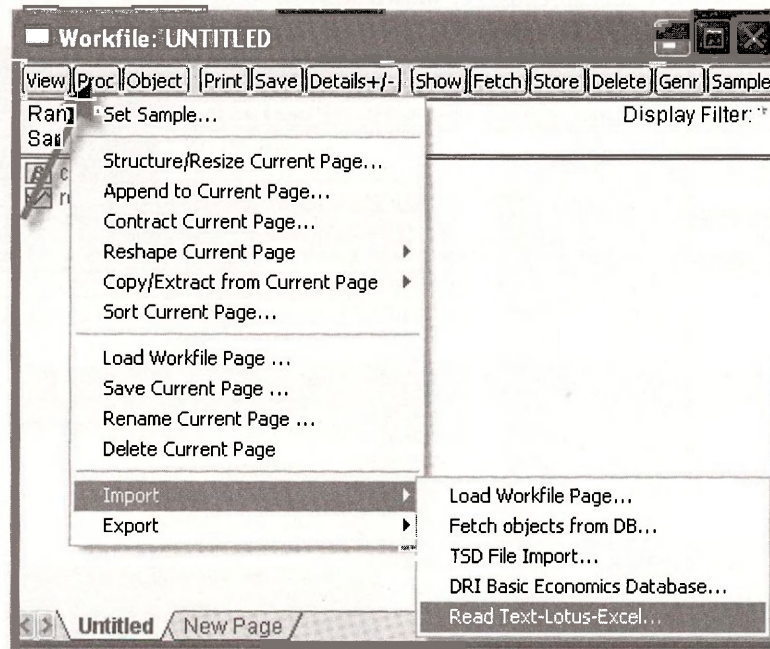 Workfile: UNTITLED
View Proc Object Print Save Details+/- Show Fetch Store Delete Genr Sample
Display Filter: *
Set Sample...
Structure/Resize Current Page...
Append to Current Page...
Contract Current Page...
Reshape Current Page
Copy/Extract from Current Page
Sort Current Page...
Load Workfile Page ...
Save Current Page ...
Rename Current Page ...
Delete Current Page
Import
Export
Load Workfile Page...
Fetch objects from DB...
TSD File Import...
DRI Basic Economics Database...
Read Text-Lotus-Excel...
Untitled New Page